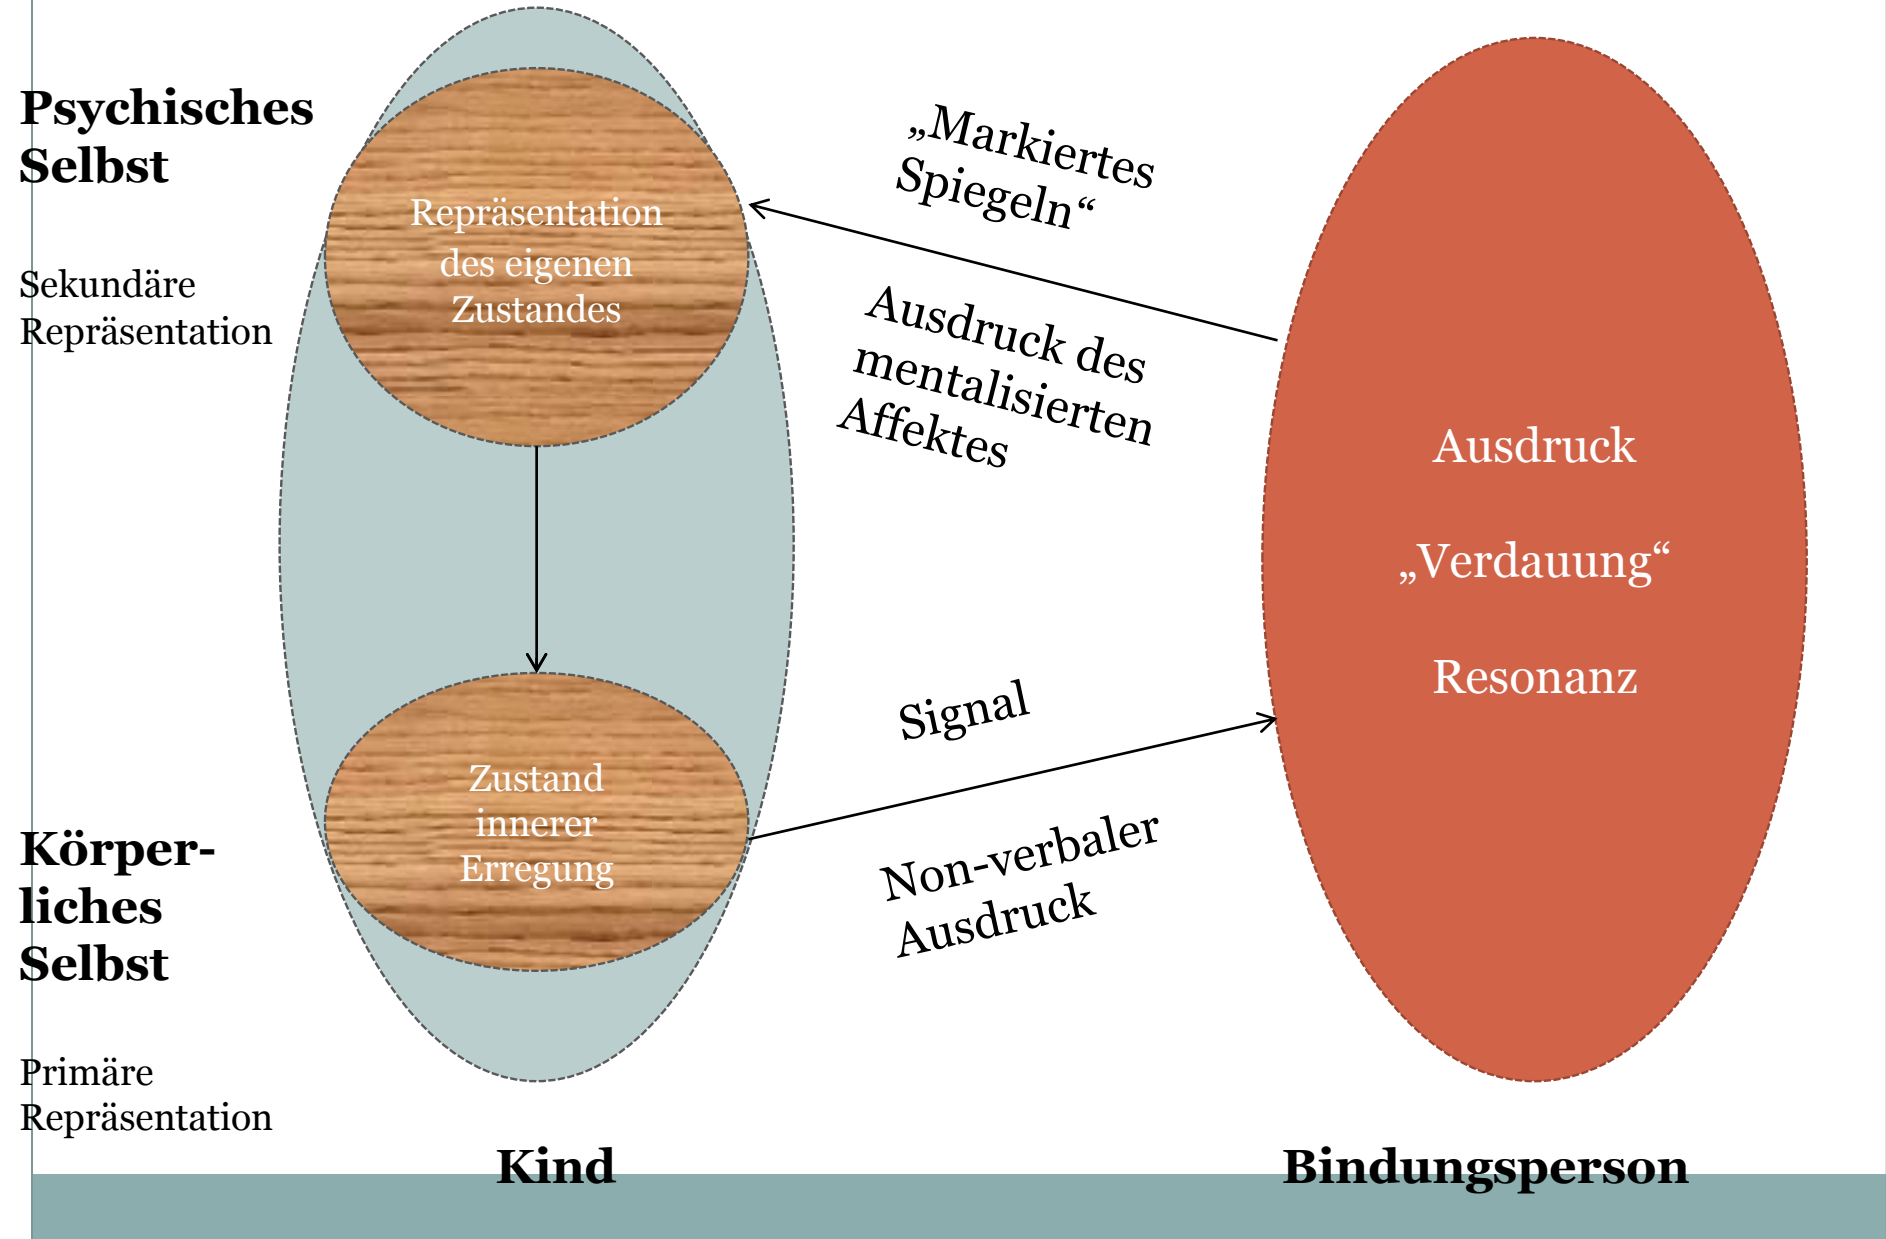 Psychisches
Selbst
Sekundäre
Repräsentation
Repräsentation
des eigenen
Zustandes
„Markiertes
Spiegeln“
Ausdruck des
mentalisierten
Affektes
Ausdruck
„Verdauung“
Resonanz
Signal
Non-verbaler
Ausdruck
Zustand
innerer
Erregung
Körper-
liches
Selbst
Primäre
Repräsentation
Kind
Bindungsperson